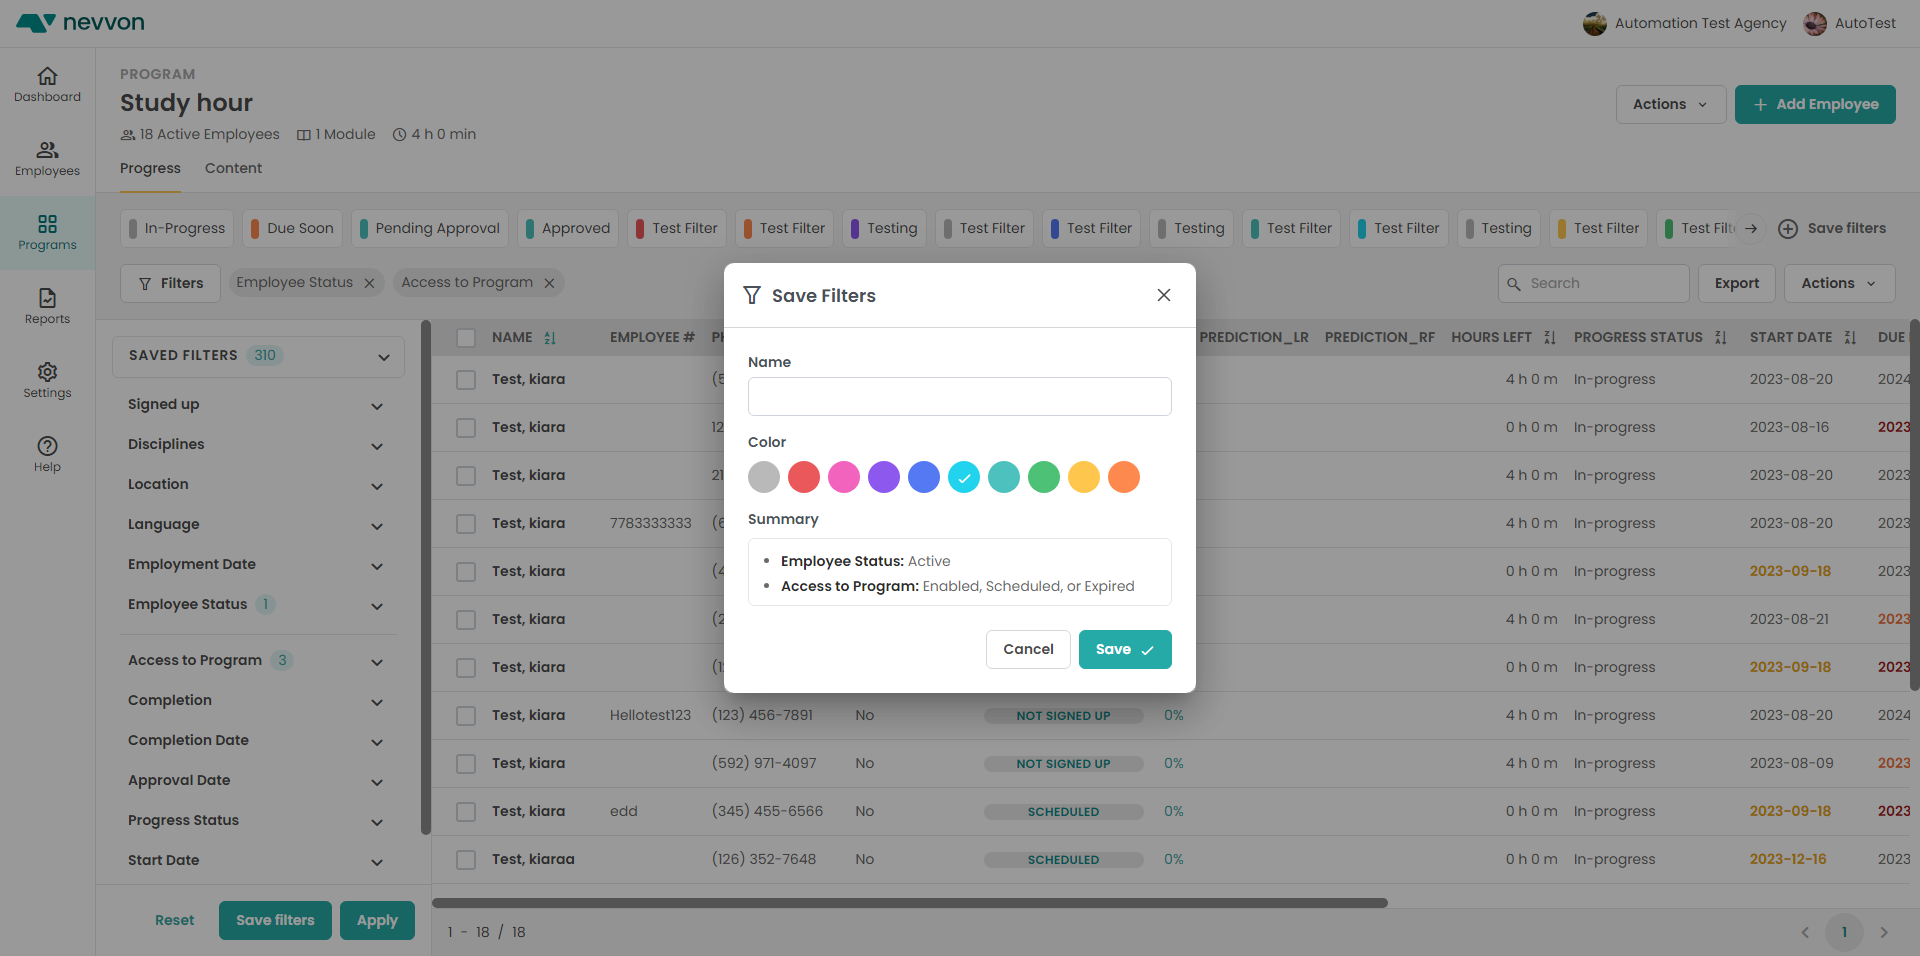 nevvon
Automation Test Agency
AutoTest
Dashboard
Employees
Programs
Reports
Settings
Help
PROGRAM
Study hour
18 Active Employees 1 Module 4 h 0 min
Actions
Add Employee
Progress Content
In-Progress Due Soon Pending Approval Approved Test Filter Test Filter Testing Test Filter Test Filter Testing Test Filter Test Filter Testing Test Filter Test Save filters
Filters Employee Status Access to Program Search Export Actions
SAVED FILTERS 310
Signed up
Disciplines
Location
Language
Employment Date
Employee Status 1
Access to Program 3
Completion
Completion Date
Approval Date
Progress Status
Start Date
Reset Save filters Apply
NAME EMPLOYEE # PREDICTION_LR PREDICTION_RF HOURS LEFT PROGRESS STATUS START DATE DUE
Test, kiara 4 h 0 m In-progress 2023-08-20
Test, kiara 0 h 0 m In-progress 2023-08-16 2023
Test, kiara 4 h 0 m In-progress 2023-08-20 2023
Test, kiara 7783333333 4 h 0 m In-progress 2023-08-20 2023
Test, kiara 0 h 0 m In-progress 2023-09-18 2023
Test, kiara 4 h 0 m In-progress 2023-08-21 2023
Test, kiara 0 h 0 m In-progress 2023-09-18 2023
Test, kiara Hellotest123 (123) 456-7891 No NOT SIGNED UP 0% 4 h 0 m In-progress 2023-08-20 2024
Test, kiara (592) 971-4097 No NOT SIGNED UP 0% 4 h 0 m In-progress 2023-08-09 2023
Test, kiara edd (345) 455-6566 No SCHEDULED 0% 0 h 0 m In-progress 2023-09-18 2023
Test, kiaraa (126) 352-7648 No SCHEDULED 0% 0 h 0 m In-progress 2023-12-16 2023
1 - 18 / 18
1
Save Filters
Name
Color
Summary
Employee Status: Active
Access to Program: Enabled, Scheduled, or Expired
Cancel Save